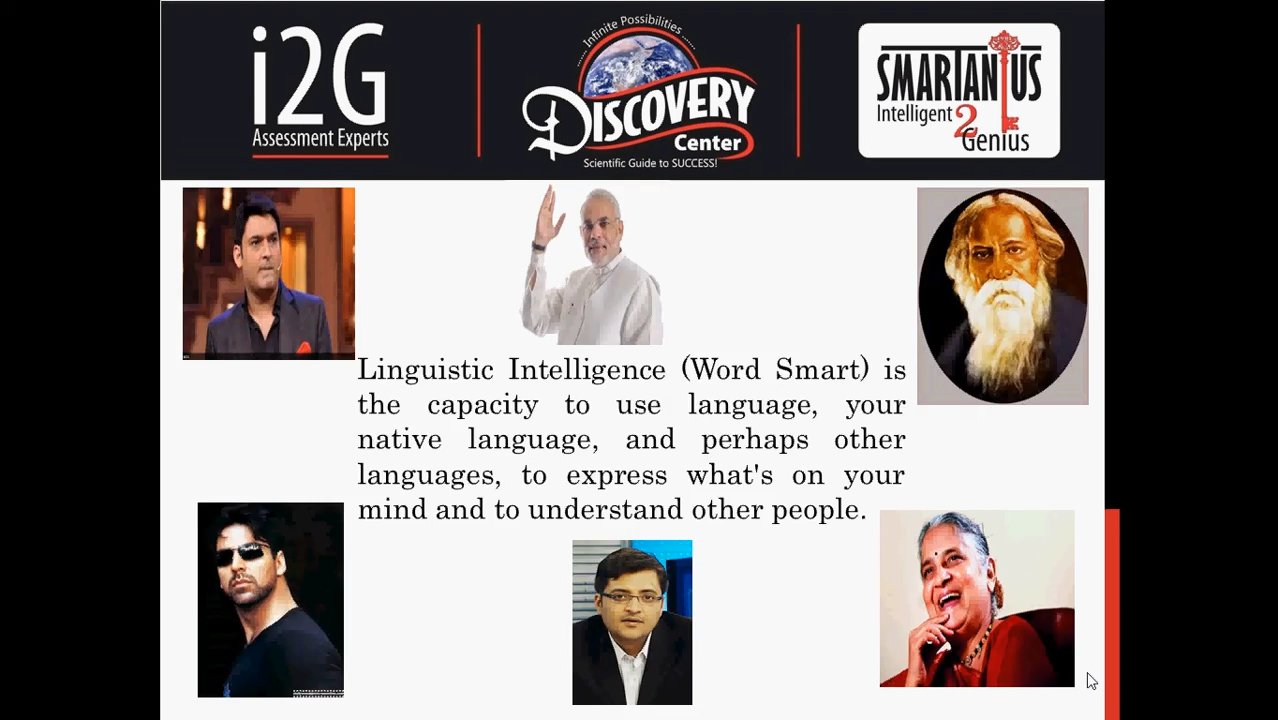 i2G
Assessment Experts
Infinite Possibilities
DISCOVERY
Center
Scientific Guide to SUCCESS!
SMARTANIUS
Intelligent 2 Genius
Linguistic Intelligence (Word Smart) is
the capacity to use language, your
native language, and perhaps other
languages, to express what's on your
mind and to understand other people.